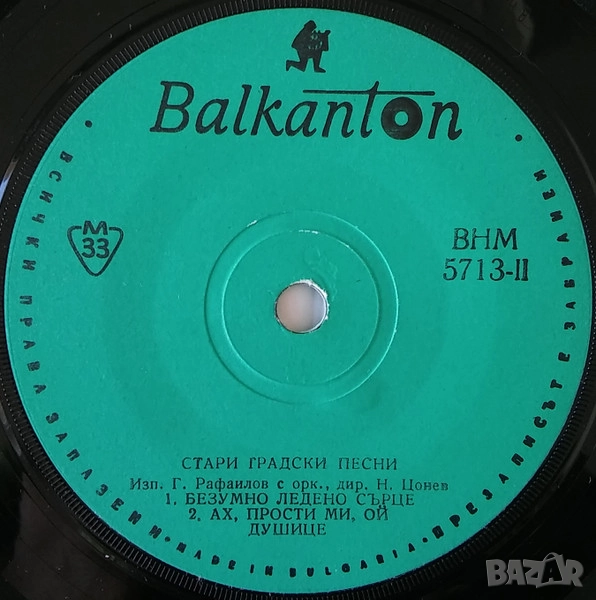 Balkanton
ВСИЧКИ ПРАВА ЗАПАЗЕНИ • MADE IN BULGARIA • ПРЕЗАПИСЪТ Е ЗАБРАНЕН •
М
33
ВНМ
5713-II
СТАРИ ГРАДСКИ ПЕСНИ
Изп. Г. Рафаилов с орк., дир. Н. Цонев
1. БЕЗУМНО ЛЕДЕНО СЪРЦЕ
2. АХ, ПРОСТИ МИ, ОЙ
ДУШИЦЕ
BAZAR